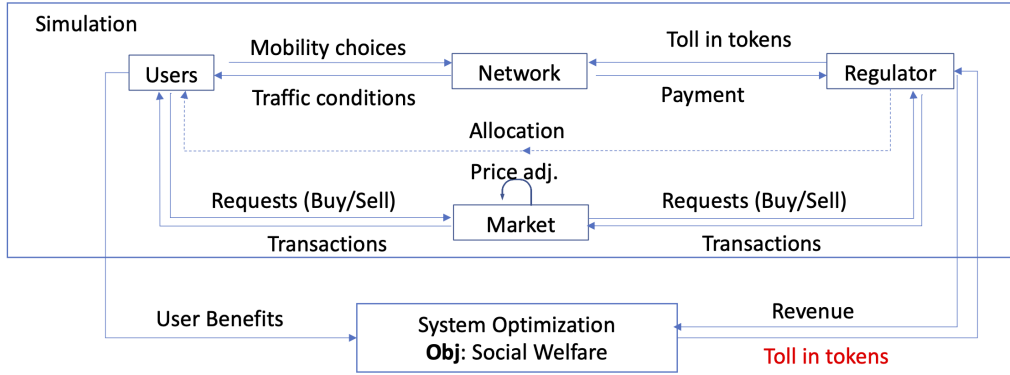 Simulation
Mobility choices
Toll in tokens
Users
Network
Regulator
Traffic conditions
Payment
Allocation
Price adj.
Requests (Buy/Sell)
Requests (Buy/Sell)
Market
Transactions
Transactions
User Benefits
System Optimization
Obj: Social Welfare
Revenue
Toll in tokens